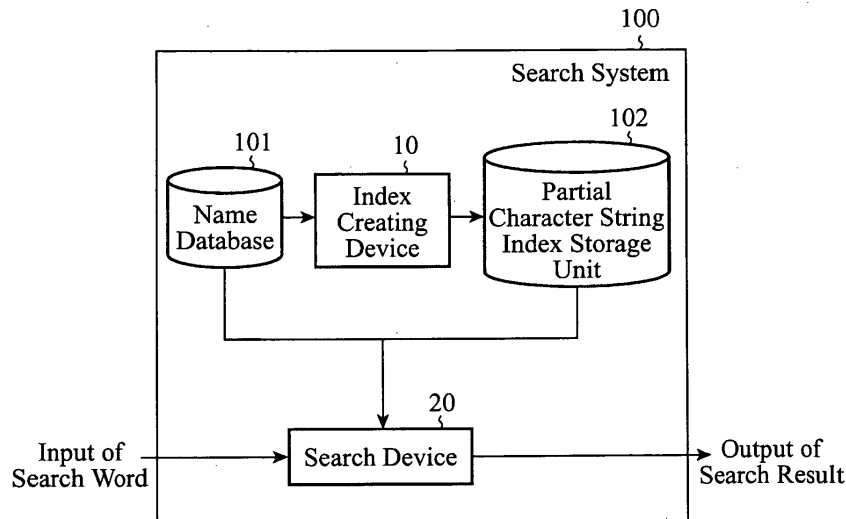 100
Search System
101
10
102
Name
Database
Index
Creating
Device
Partial
Character String
Index Storage
Unit
20
Input of
Search Word
Search Device
Output of
Search Result